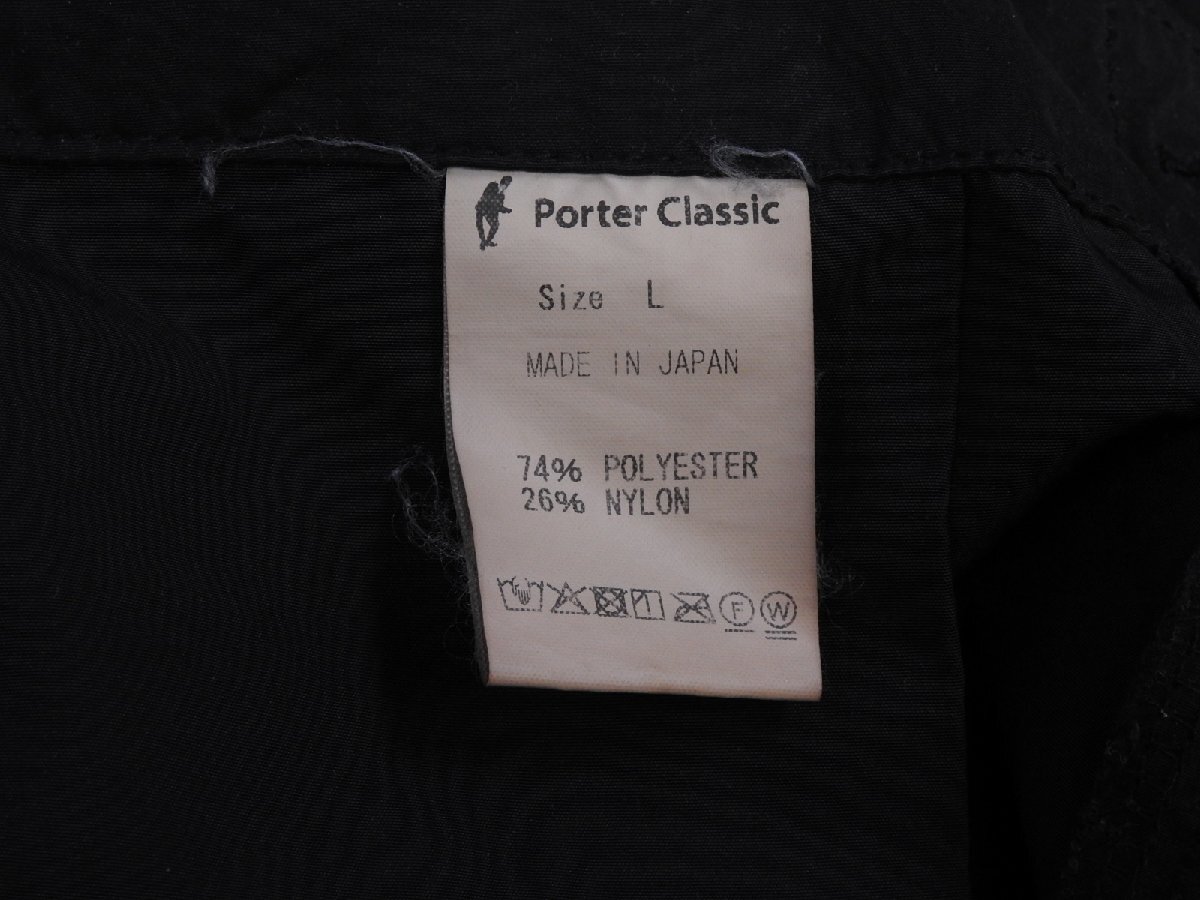 Porter Classic
Size L
MADE IN JAPAN
74% POLYESTER
26% NYLON
F W